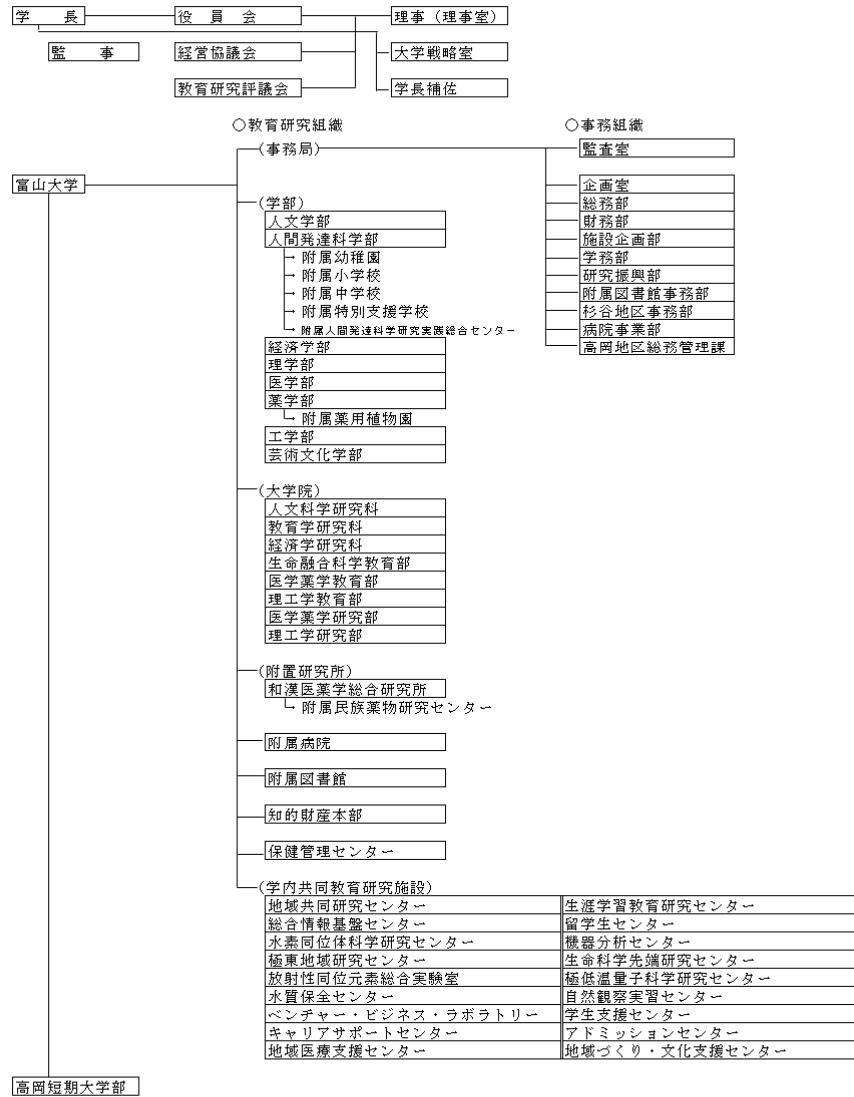 学　長　役　員　会　理事（理事室）
監　事　経営協議会　大学戦略室
教育研究評議会　学長補佐
○教育研究組織　○事務組織
（事務局）　監査室
富山大学　企画室
（学部）　総務部
人文学部　財務部
人間発達科学部　施設企画部
附属幼稚園　学務部
附属小学校　研究振興部
附属中学校　附属図書館事務部
附属特別支援学校　杉谷地区事務部
附属人間発達科学研究実践総合センター　病院事業部
経済学部　高岡地区総務管理課
理学部
医学部
薬学部
附属薬用植物園
工学部
芸術文化学部
（大学院）
人文科学研究科
教育学研究科
経済学研究科
生命融合科学教育部
医学薬学教育部
理工学教育部
医学薬学研究部
理工学研究部
（附置研究所）
和漢医薬学総合研究所
附属民族薬物研究センター
附属病院
附属図書館
知的財産本部
保健管理センター
（学内共同教育研究施設）
地域共同研究センター　生涯学習教育研究センター
総合情報基盤センター　留学生センター
水素同位体科学研究センター　機器分析センター
極東地域研究センター　生命科学先端研究センター
放射性同位元素総合実験室　極低温量子科学研究センター
水質保全センター　自然観察実習センター
ベンチャー・ビジネス・ラボラトリー　学生支援センター
キャリアサポートセンター　アドミッションセンター
地域医療支援センター　地域づくり・文化支援センター
高岡短期大学部